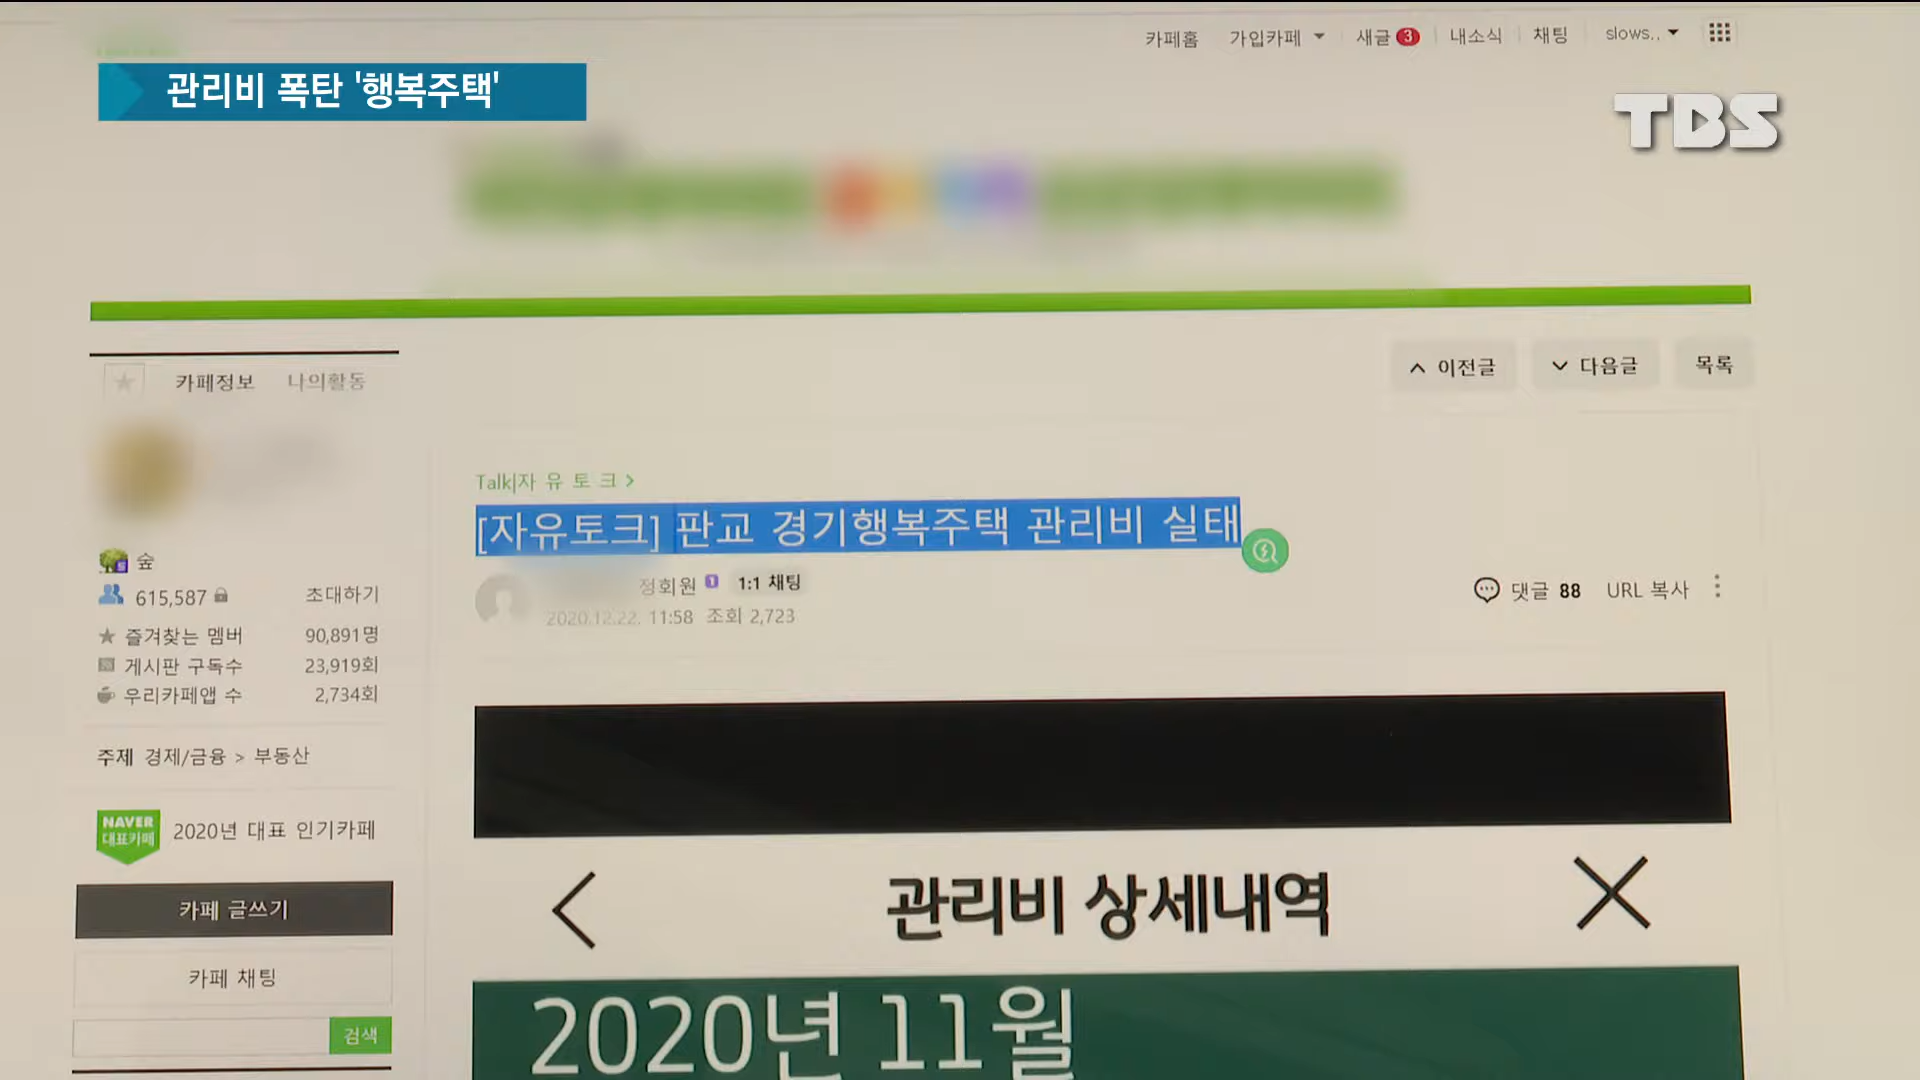 카페홈 가입카페 새글 3 내소식 채팅 slows..
관리비 폭탄 '행복주택'
TBS
카페정보 나의활동
이전글 다음글 목록
Talk|자 유 토 크 >
[자유토크] 판교 경기행복주택 관리비 실태
정회원 1 1:1 채팅
2020.12.22. 11:58 조회 2,723
댓글 88 URL 복사
숲
615,587 초대하기
즐겨찾는 멤버 90,891명
게시판 구독수 23,919회
우리카페앱 수 2,734회
주제 경제/금융 > 부동산
NAVER
대표카페
2020년 대표 인기카페
카페 글쓰기
카페 채팅
검색
관리비 상세내역
2020년 11월